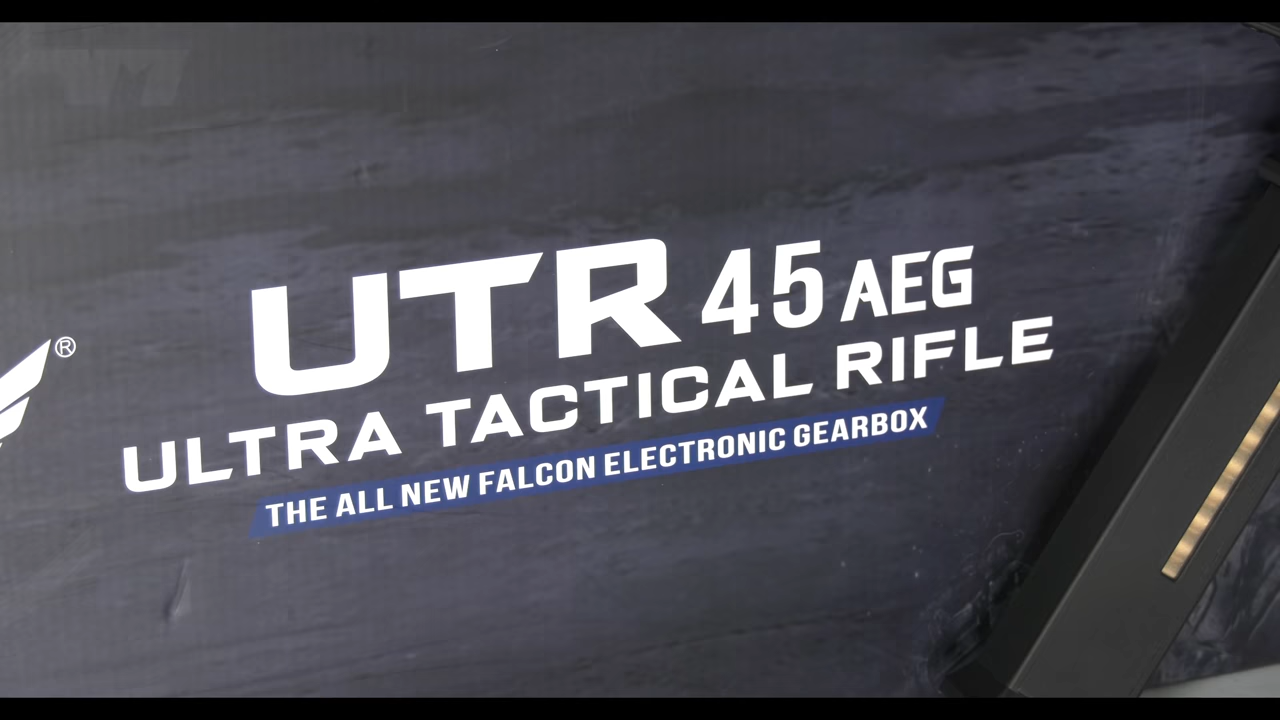 UTR 45 AEG
ULTRA TACTICAL RIFLE
THE ALL NEW FALCON ELECTRONIC GEARBOX
®